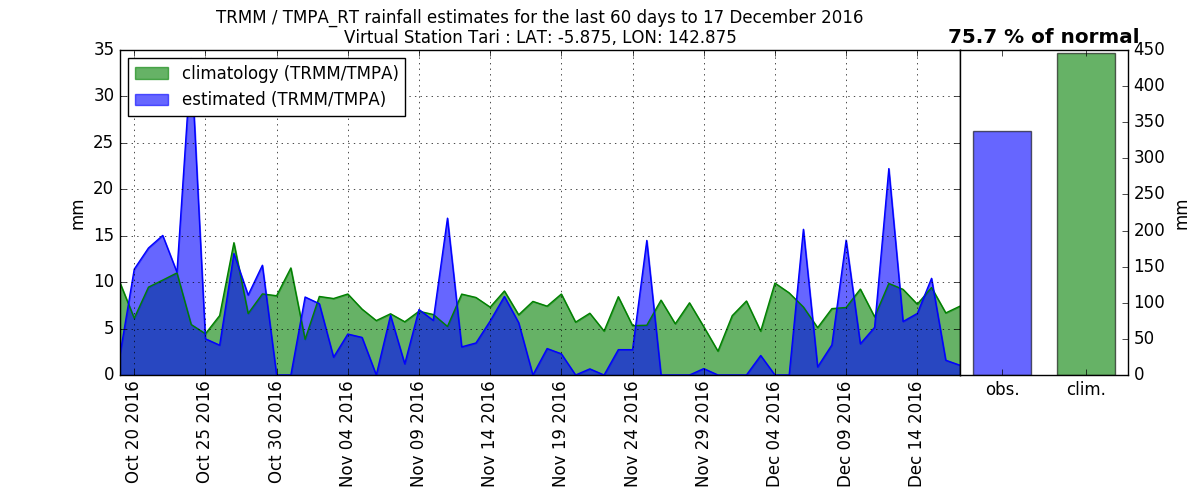 TRMM / TMPA_RT rainfall estimates for the last 60 days to 17 December 2016
Virtual Station Tari : LAT: -5.875, LON: 142.875
75.7 % of normal
climatology (TRMM/TMPA)
estimated (TRMM/TMPA)
mm
35
30
25
20
15
10
5
0
Oct 20 2016
Oct 25 2016
Oct 30 2016
Nov 04 2016
Nov 09 2016
Nov 14 2016
Nov 19 2016
Nov 24 2016
Nov 29 2016
Dec 04 2016
Dec 09 2016
Dec 14 2016
obs.
clim.
450
400
350
300
250
200
150
100
50
0
mm